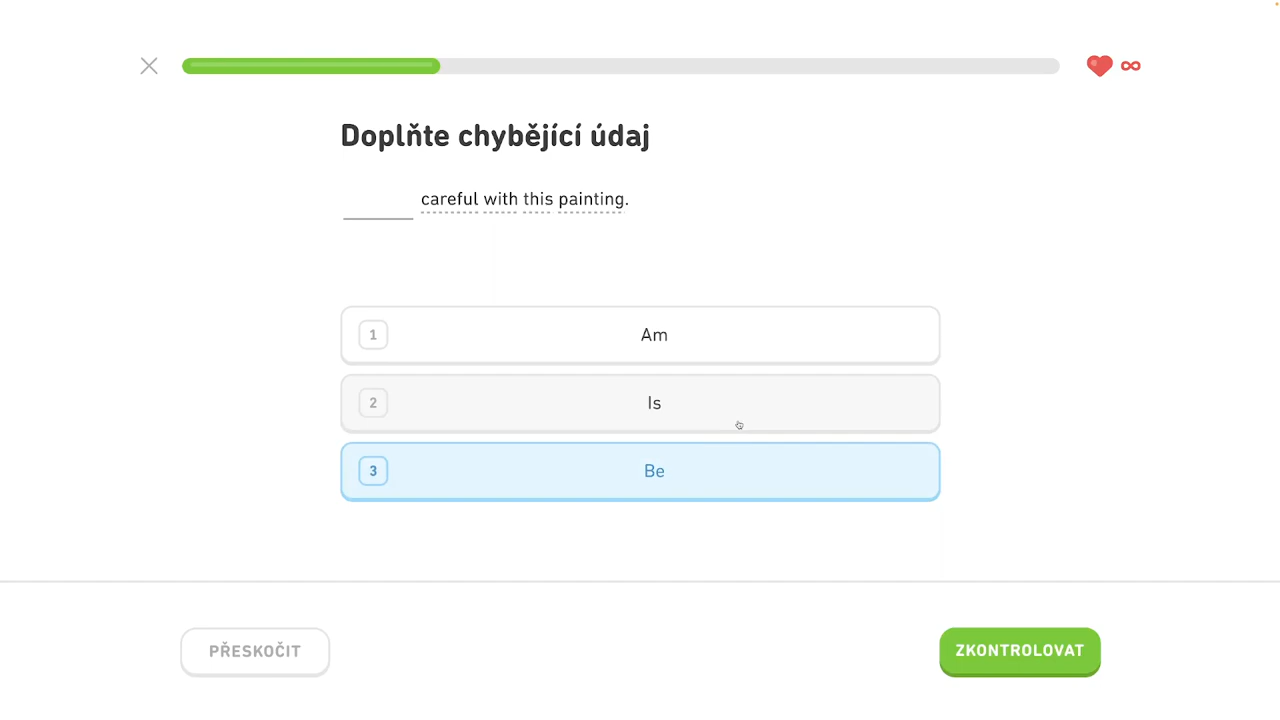 Doplňte chybějící údaj
careful with this painting.
1 Am
2 Is
3 Be
PŘESKOČIT
ZKONTROLOVAT